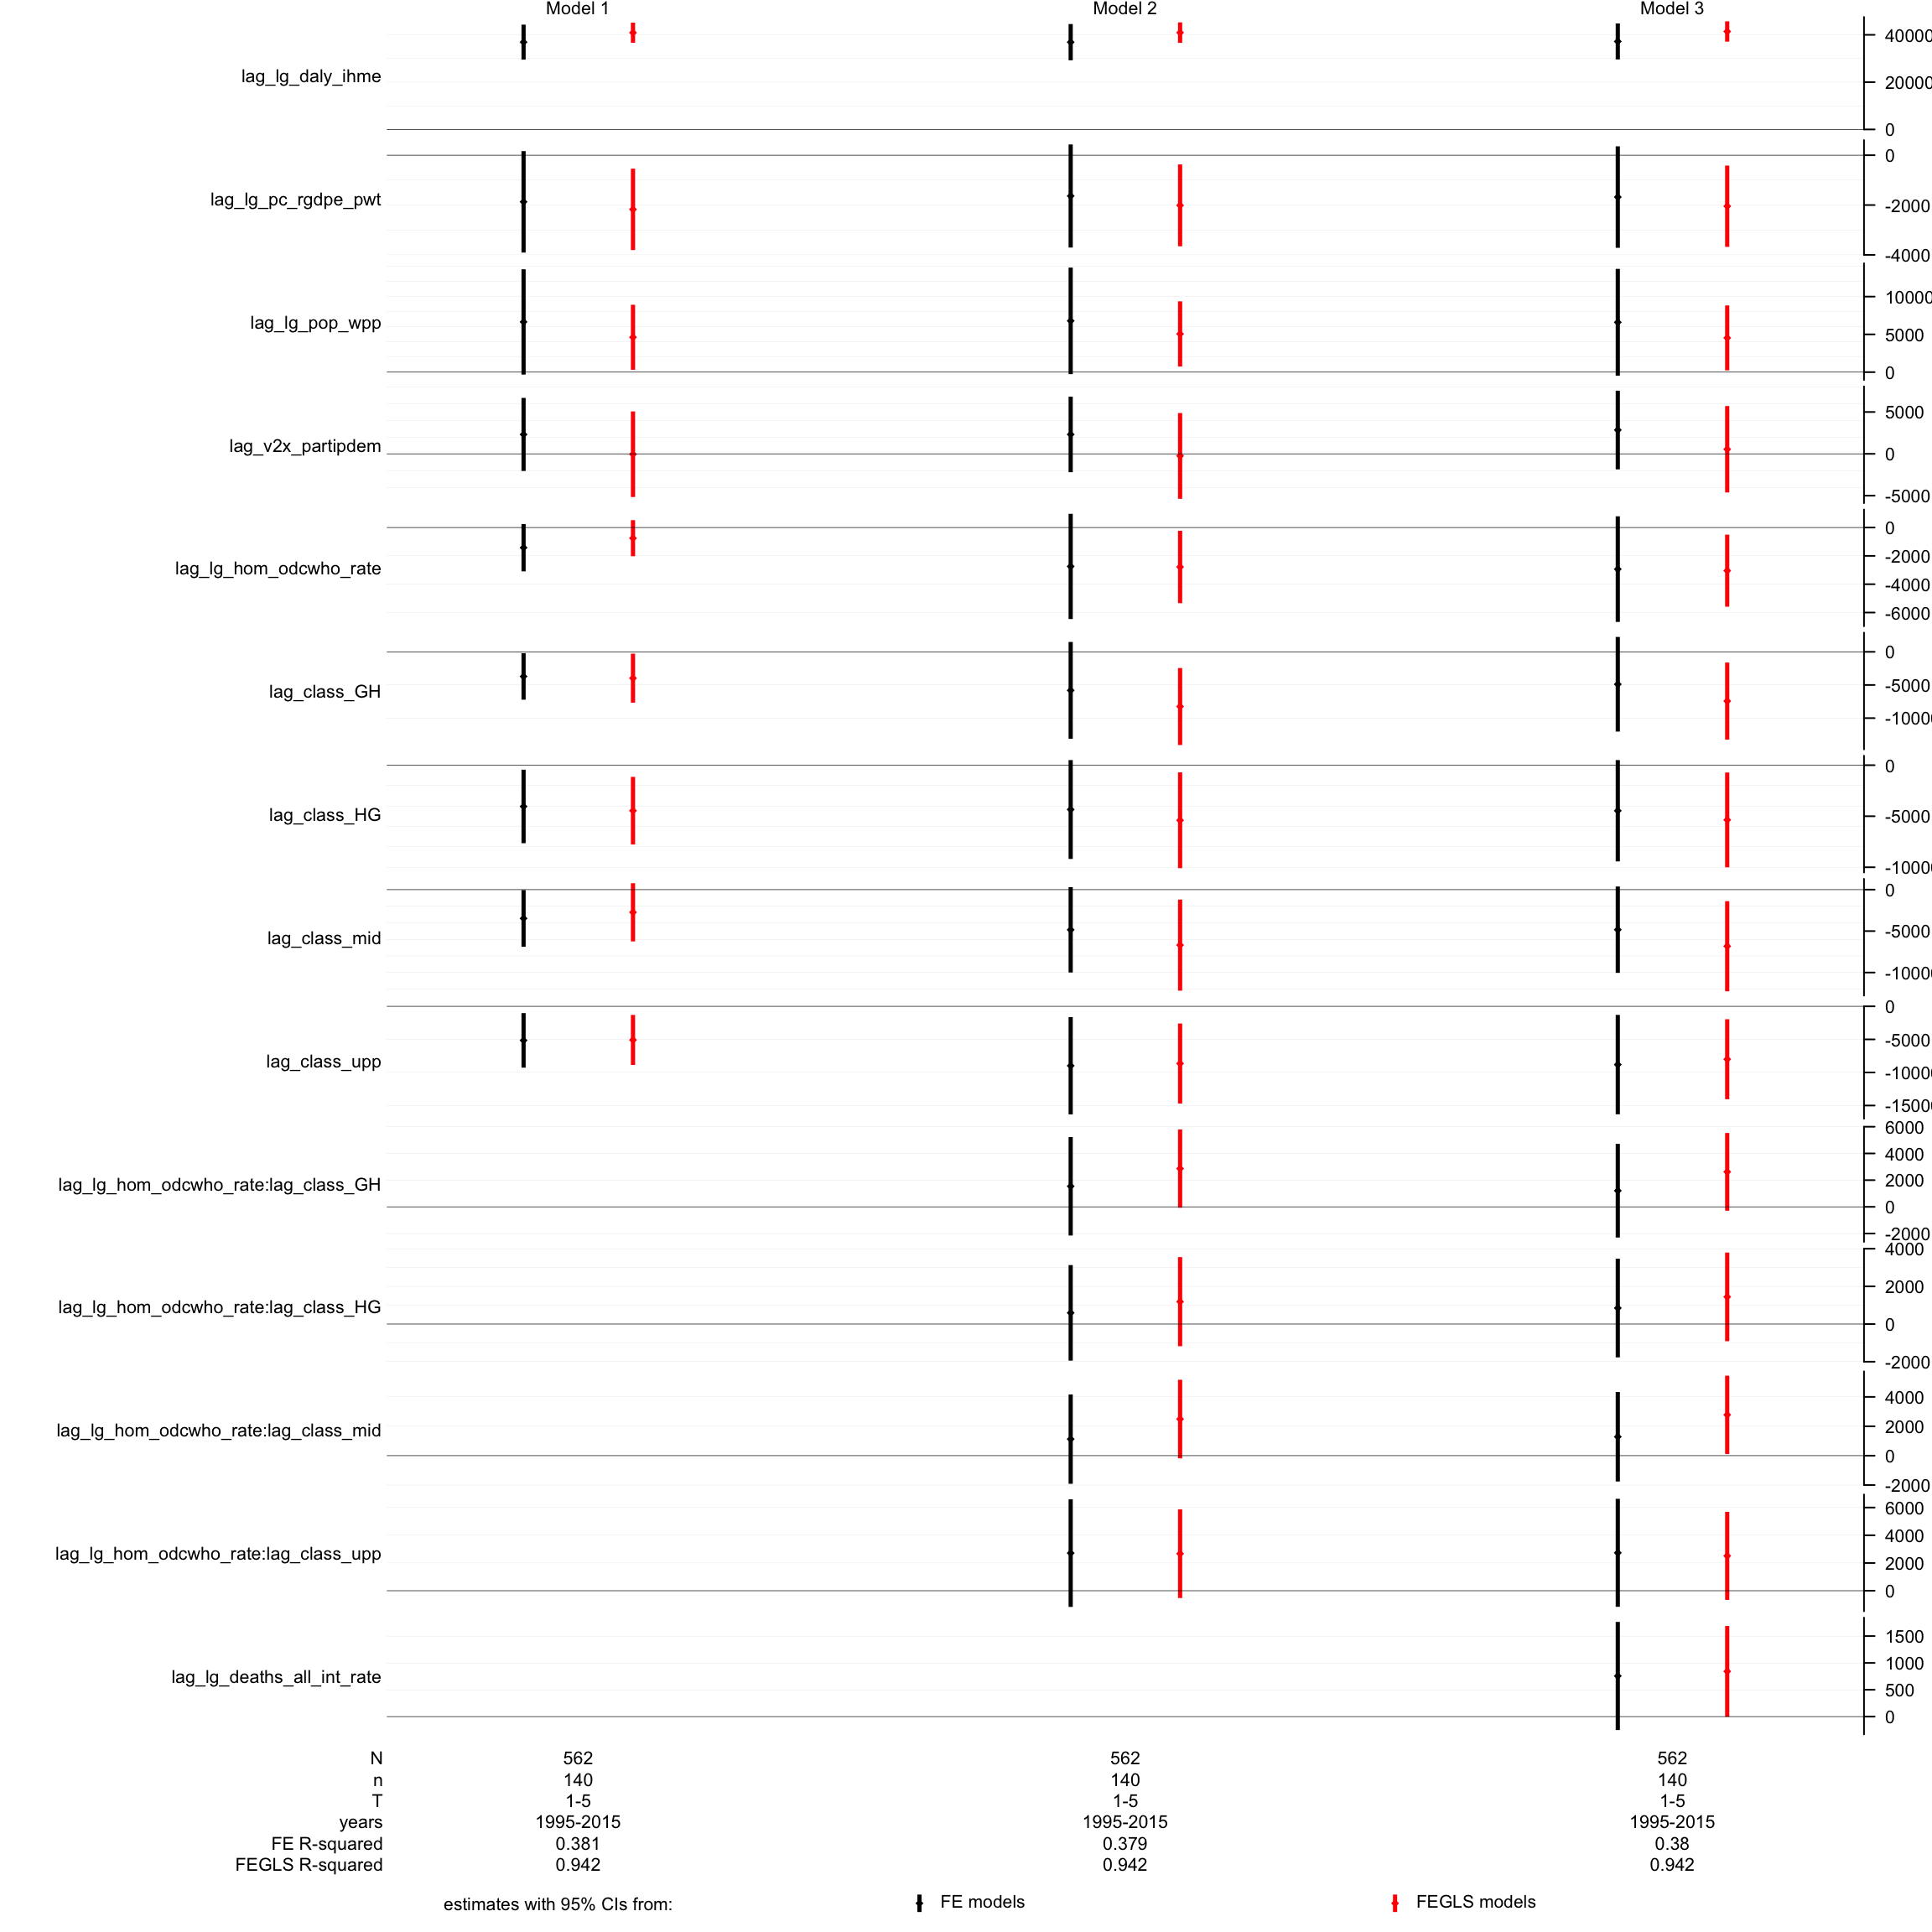 Model 1 Model 2 Model 3
40000
lag_lg_daly_ihme
20000
0
0
lag_lg_pc_rgdpe_pwt
-2000
-4000
10000
lag_lg_pop_wpp
5000
0
5000
lag_v2x_partipdem
0
-5000
0
-2000
lag_lg_hom_odcwho_rate
-4000
-6000
0
lag_class_GH
-5000
-10000
0
lag_class_HG
-5000
-10000
0
lag_class_mid
-5000
-10000
0
-5000
lag_class_upp
-10000
-15000
6000
4000
lag_lg_hom_odcwho_rate:lag_class_GH
2000
0
-2000
4000
2000
lag_lg_hom_odcwho_rate:lag_class_HG
0
-2000
4000
2000
lag_lg_hom_odcwho_rate:lag_class_mid
0
-2000
6000
4000
lag_lg_hom_odcwho_rate:lag_class_upp
2000
0
1500
1000
lag_lg_deaths_all_int_rate
500
0
N 562 562 562
n 140 140 140
T 1-5 1-5 1-5
years 1995-2015 1995-2015 1995-2015
FE R-squared 0.381 0.379 0.38
FEGLS R-squared 0.942 0.942 0.942
estimates with 95% CIs from: FE models FEGLS models